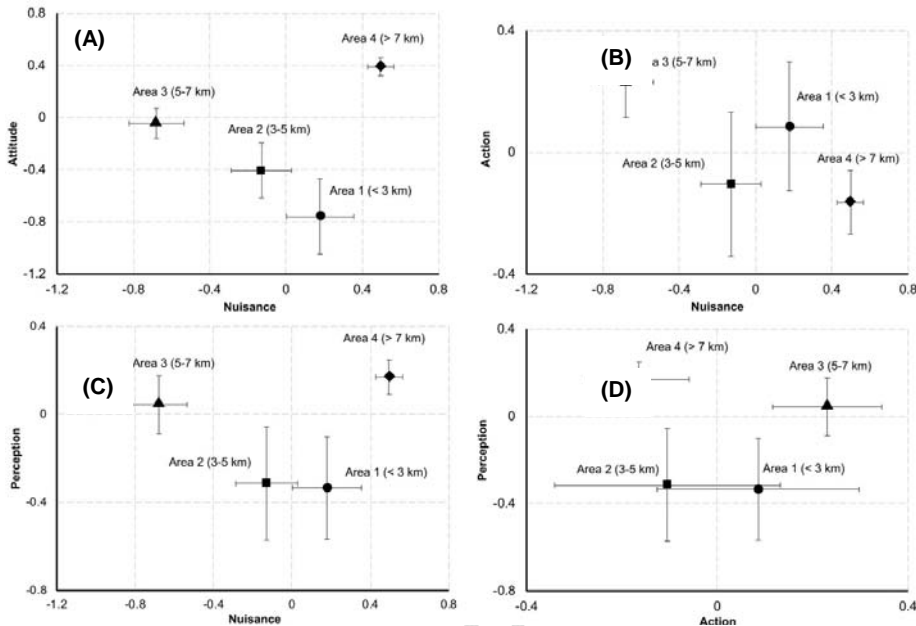 (A)
0.8
0.4
0
-0.4
-0.8
-1.2
Attitude
Area 4 (> 7 km)
Area 3 (5-7 km)
Area 2 (3-5 km)
Area 1 (< 3 km)
-1.2
-0.8
-0.4
0
0.4
0.8
Nuisance
(B)
0.4
0
-0.4
Action
a 3 (5-7 km)
Area 1 (< 3 km)
Area 2 (3-5 km)
Area 4 (> 7 km)
-1.2
-0.8
-0.4
0
0.4
0.8
Nuisance
(C)
0.4
0
-0.4
-0.8
Perception
Area 4 (> 7 km)
Area 3 (5-7 km)
Area 2 (3-5 km)
Area 1 (< 3 km)
-1.2
-0.8
-0.4
0
0.4
0.8
Nuisance
(D)
0.4
0
-0.4
-0.8
Perception
Area 4 (> 7 km)
Area 3 (5-7 km)
Area 2 (3-5 km)
Area 1 (< 3 km)
-0.4
0
0.4
Action